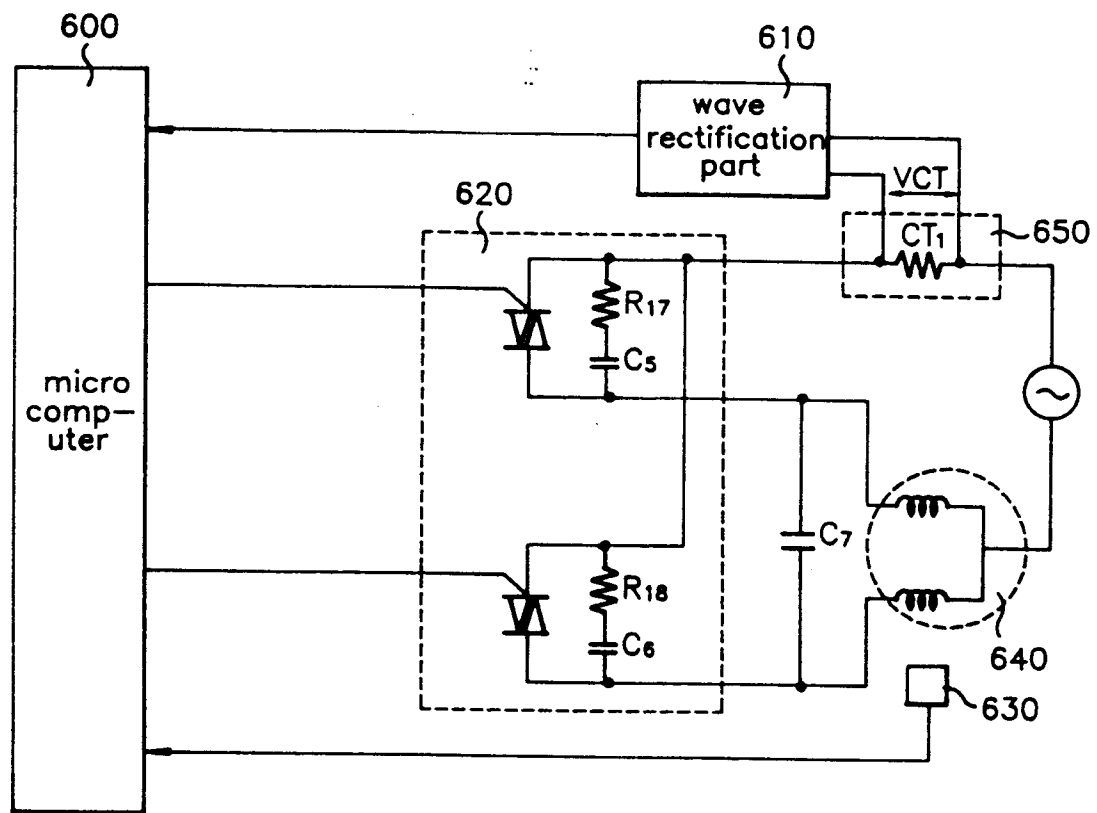 600
610
wave
rectification
part
VCT
620
CT1
650
R17
C5
micro
comp-
uter
C7
R18
C6
640
630